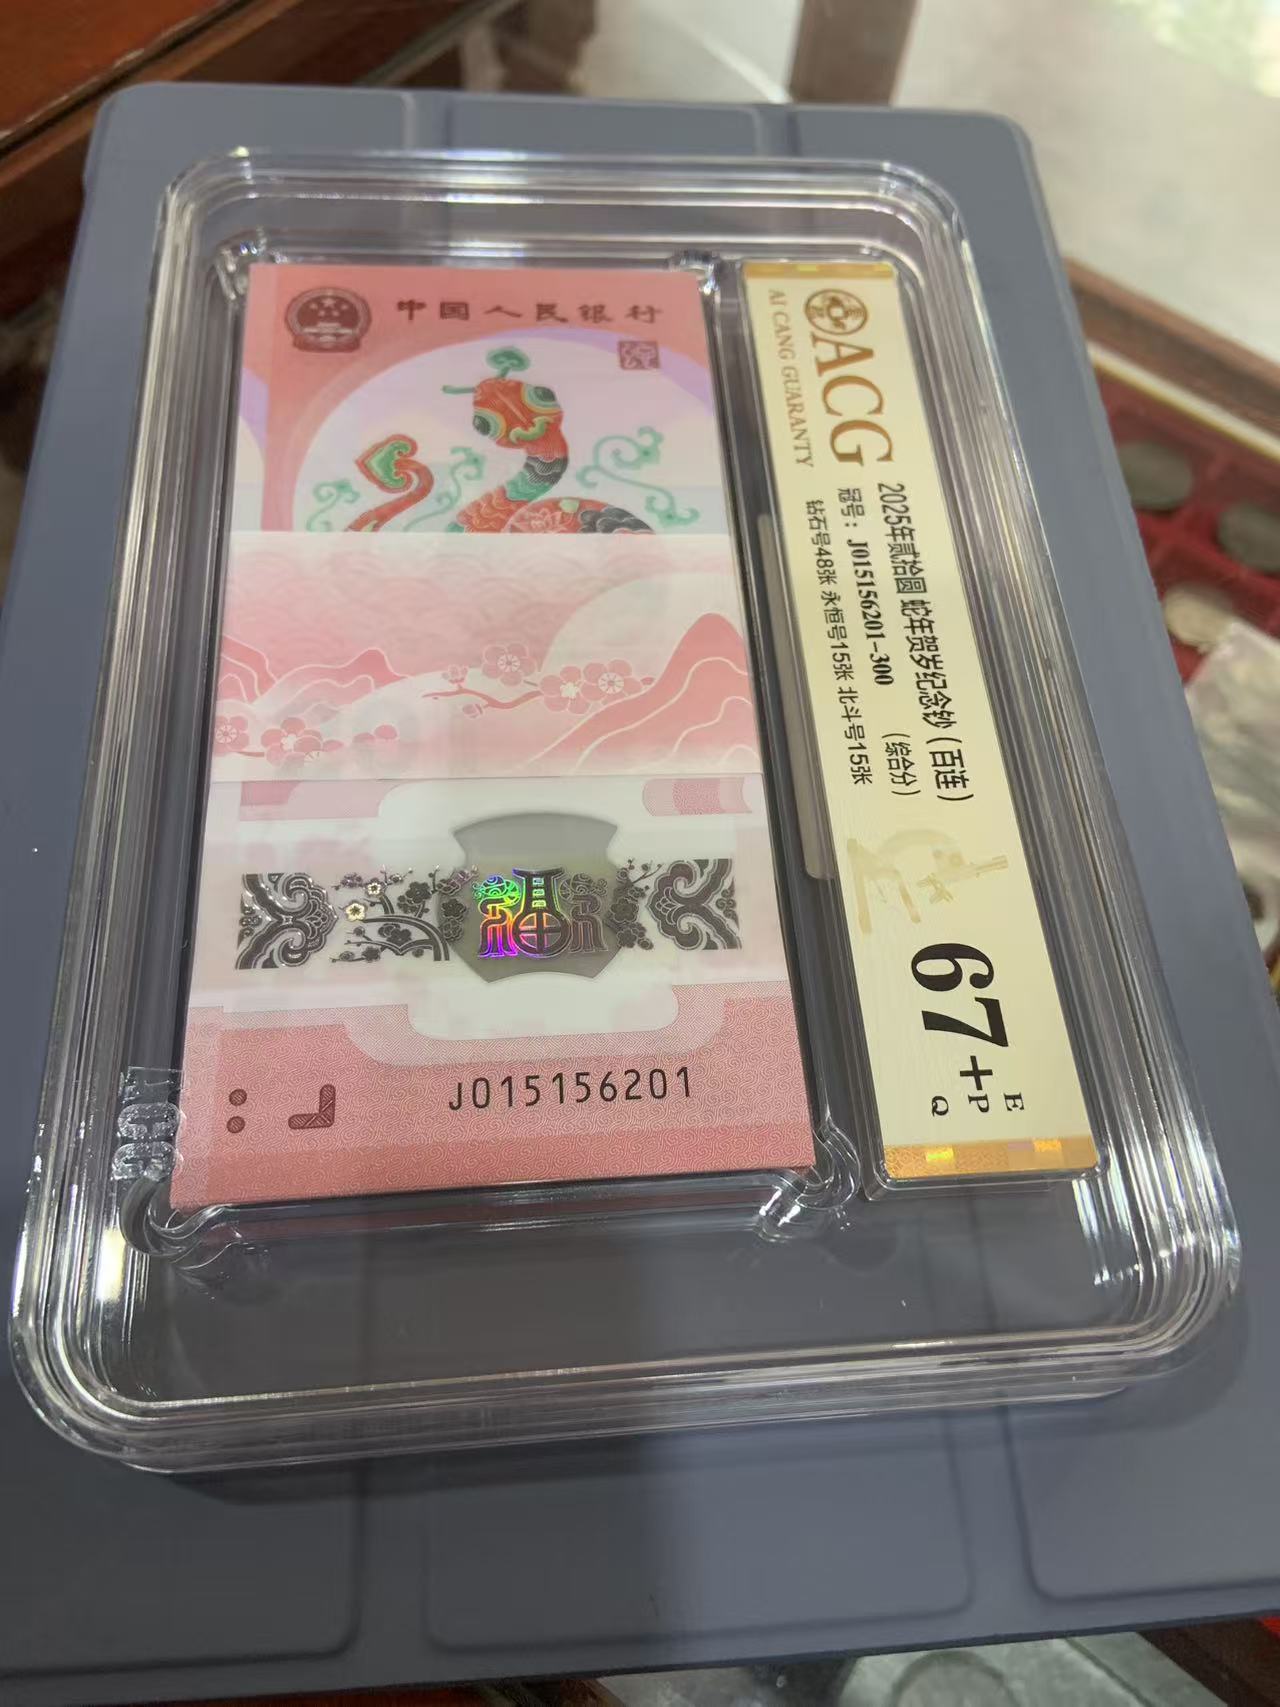 中国人民银行
J015156201
ACG
AI CANG GUARANTY
2025年贰拾圆 蛇年贺岁纪念钞（百连）
冠号：J015156201-300
（综合分）
钻石号48张 永恒号15张 北斗号15张
67+
E
P
Q